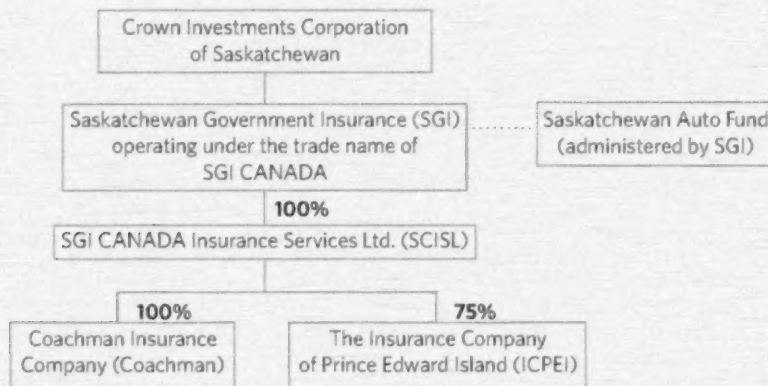 Crown Investments Corporation
of Saskatchewan
Saskatchewan Government Insurance (SGI)
operating under the trade name of
SGI CANADA
Saskatchewan Auto Fund
(administered by SGI)
100%
SGI CANADA Insurance Services Ltd. (SCISL)
100%
75%
Coachman Insurance
Company (Coachman)
The Insurance Company
of Prince Edward Island (ICPEI)